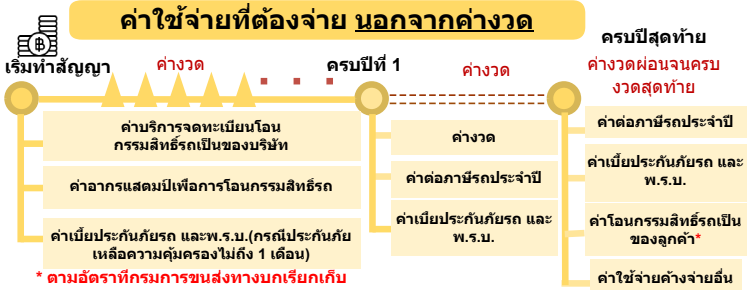 ค่าใช้จ่ายที่ต้องจ่าย นอกจากค่างวด
เริ่มทำสัญญา
ค่างวด
ครบปีที่ 1
ค่างวด
ครบปีสุดท้าย
ค่างวดผ่อนจนครบ
งวดสุดท้าย
ค่าบริการจดทะเบียนโอน
กรรมสิทธิ์รถเป็นของบริษัท
ค่าอากรแสตมป์เพื่อการโอนกรรมสิทธิ์รถ
ค่าเบี้ยประกันภัยรถ และพ.ร.บ.(กรณีประกันภัย
เหลือความคุ้มครองไม่ถึง 1 เดือน)
* ตามอัตราที่กรมการขนส่งทางบกเรียกเก็บ
ค่างวด
ค่าต่อภาษีรถประจำปี
ค่าเบี้ยประกันภัยรถ และ
พ.ร.บ.
ค่าต่อภาษีรถประจำปี
ค่าเบี้ยประกันภัยรถ และ
พ.ร.บ.
ค่าโอนกรรมสิทธิ์รถเป็น
ของลูกค้า*
ค่าใช้จ่ายค้างจ่ายอื่น